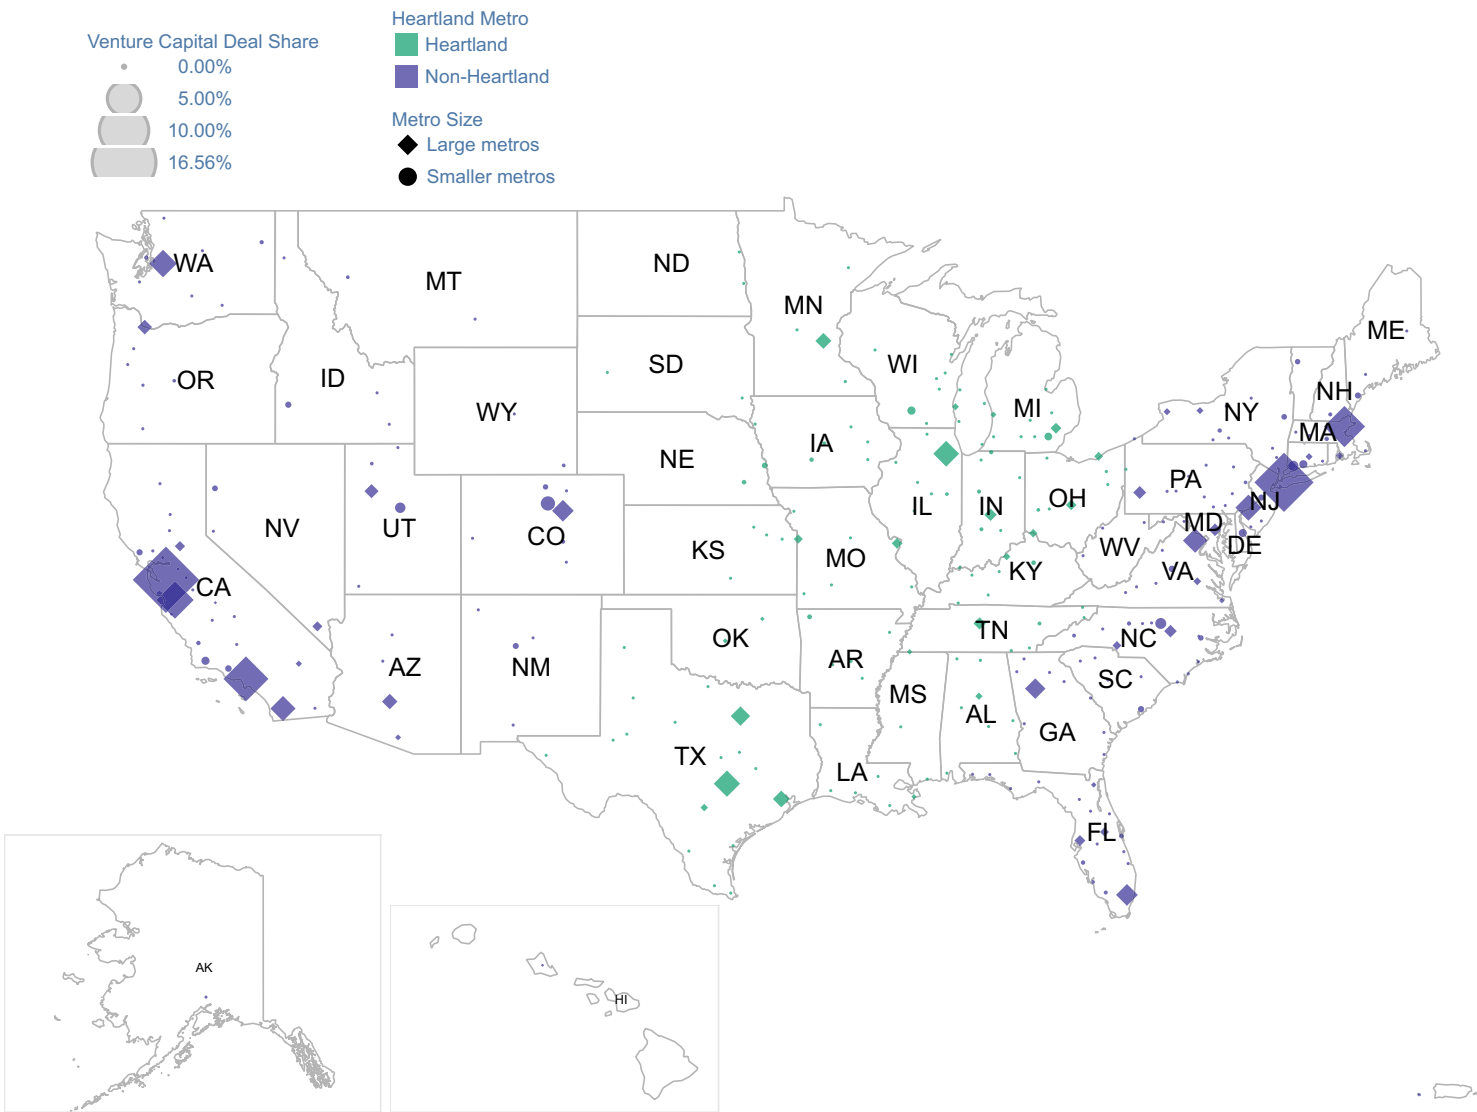 Venture Capital Deal Share
0.00%
5.00%
10.00%
16.56%
Heartland Metro
Heartland
Non-Heartland
Metro Size
Large metros
Smaller metros
WA
MT
ND
MN
ME
OR
ID
WY
SD
WI
MI
NY
NH
MA
NV
UT
CO
NE
IA
IL
IN
OH
PA
NJ
MD
DE
CA
KS
MO
KY
WV
VA
AZ
NM
OK
AR
TN
NC
SC
TX
LA
MS
AL
GA
FL
AK
HI